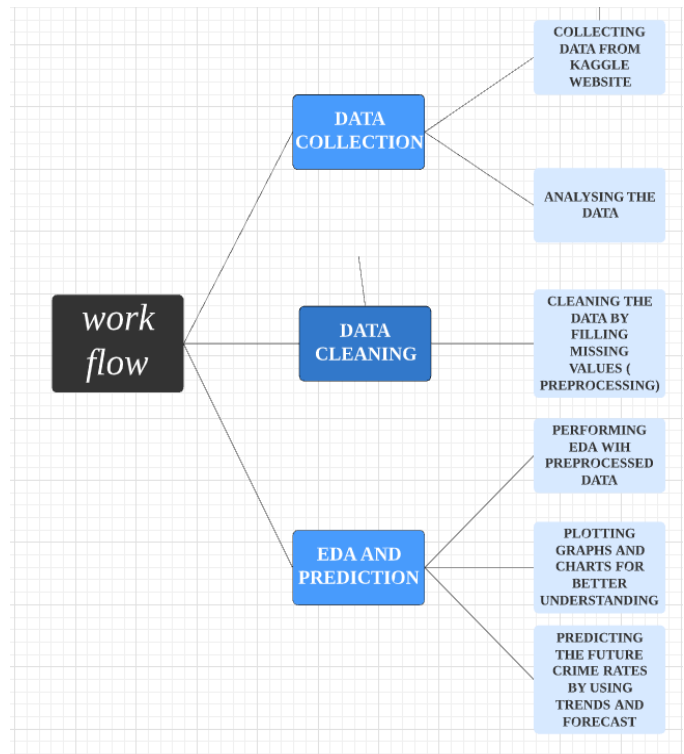 work
flow
DATA
COLLECTION
COLLECTING
DATA FROM
KAGGLE
WEBSITE
ANALYSING THE
DATA
DATA
CLEANING
CLEANING THE
DATA BY
FILLING
MISSING
VALUES (
PREPROCESSING)
EDA AND
PREDICTION
PERFORMING
EDA WIH
PREPROCESSED
DATA
PLOTTING
GRAPHS AND
CHARTS FOR
BETTER
UNDERSTANDING
PREDICTING
THE FUTURE
CRIME RATES
BY USING
TRENDS AND
FORECAST